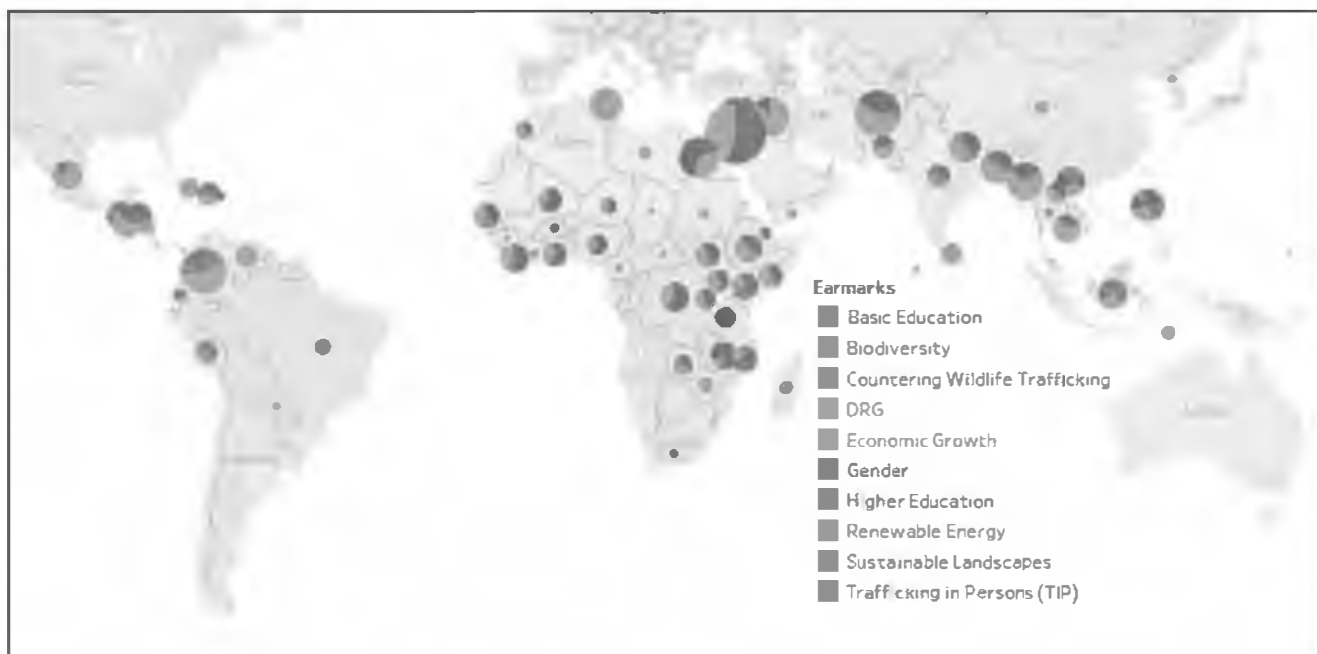 Earmarks
Basic Education
Biodiversity
Countering Wildlife Trafficking
DRG
Economic Growth
Gender
Higher Education
Renewable Energy
Sustainable Landscapes
Trafficking in Persons (TIP)